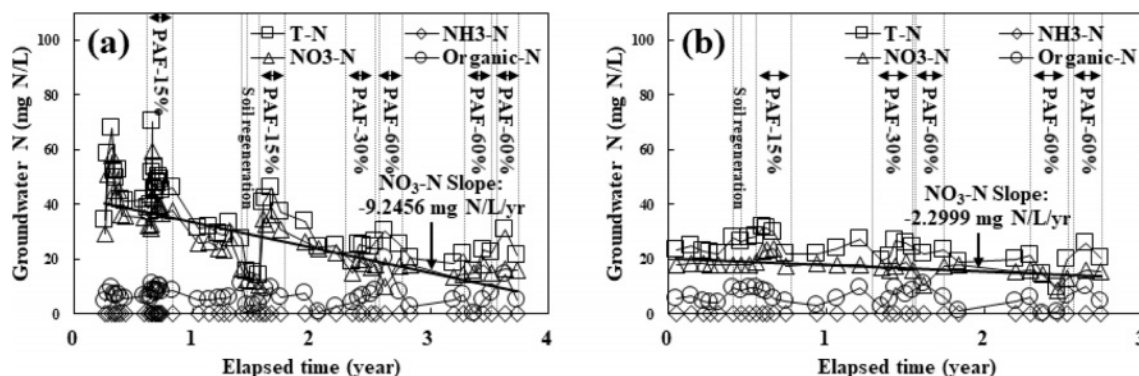 (a)
T-N
NH3-N
NO3-N
Organic-N
PAF-15%
Soil regeneration
PAF-15%
PAF-30%
PAF-60%
PAF-60%
PAF-60%
NO3-N Slope:
-9.2456 mg N/L/yr
Groundwater N (mg N/L)
100
80
60
40
20
0
0 1 2 3 4
Elapsed time (year)
(b)
T-N
NH3-N
NO3-N
Organic-N
Soil regeneration
PAF-15%
PAF-30%
PAF-60%
PAF-60%
PAF-60%
NO3-N Slope:
-2.2999 mg N/L/yr
Groundwater N (mg N/L)
100
80
60
40
20
0
0 1 2 3
Elapsed time (year)